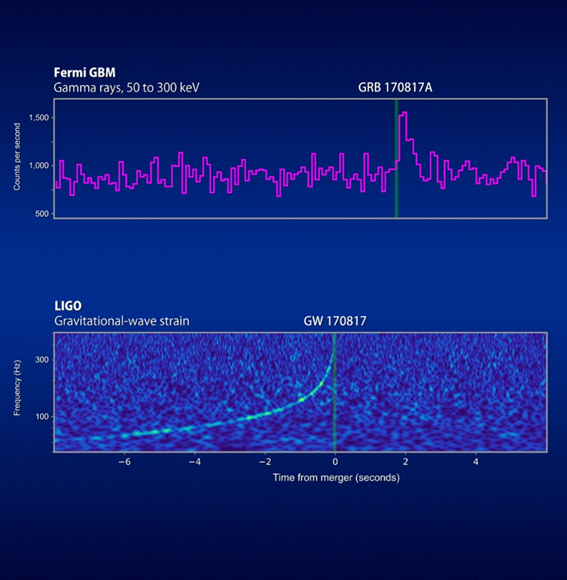 Fermi GBM
Gamma rays, 50 to 300 keV
GRB 170817A
Counts per second
1,500
1,000
500
LIGO
Gravitational-wave strain
GW 170817
Frequency (Hz)
300
100
−6 −4 −2 0 2 4
Time from merger (seconds)